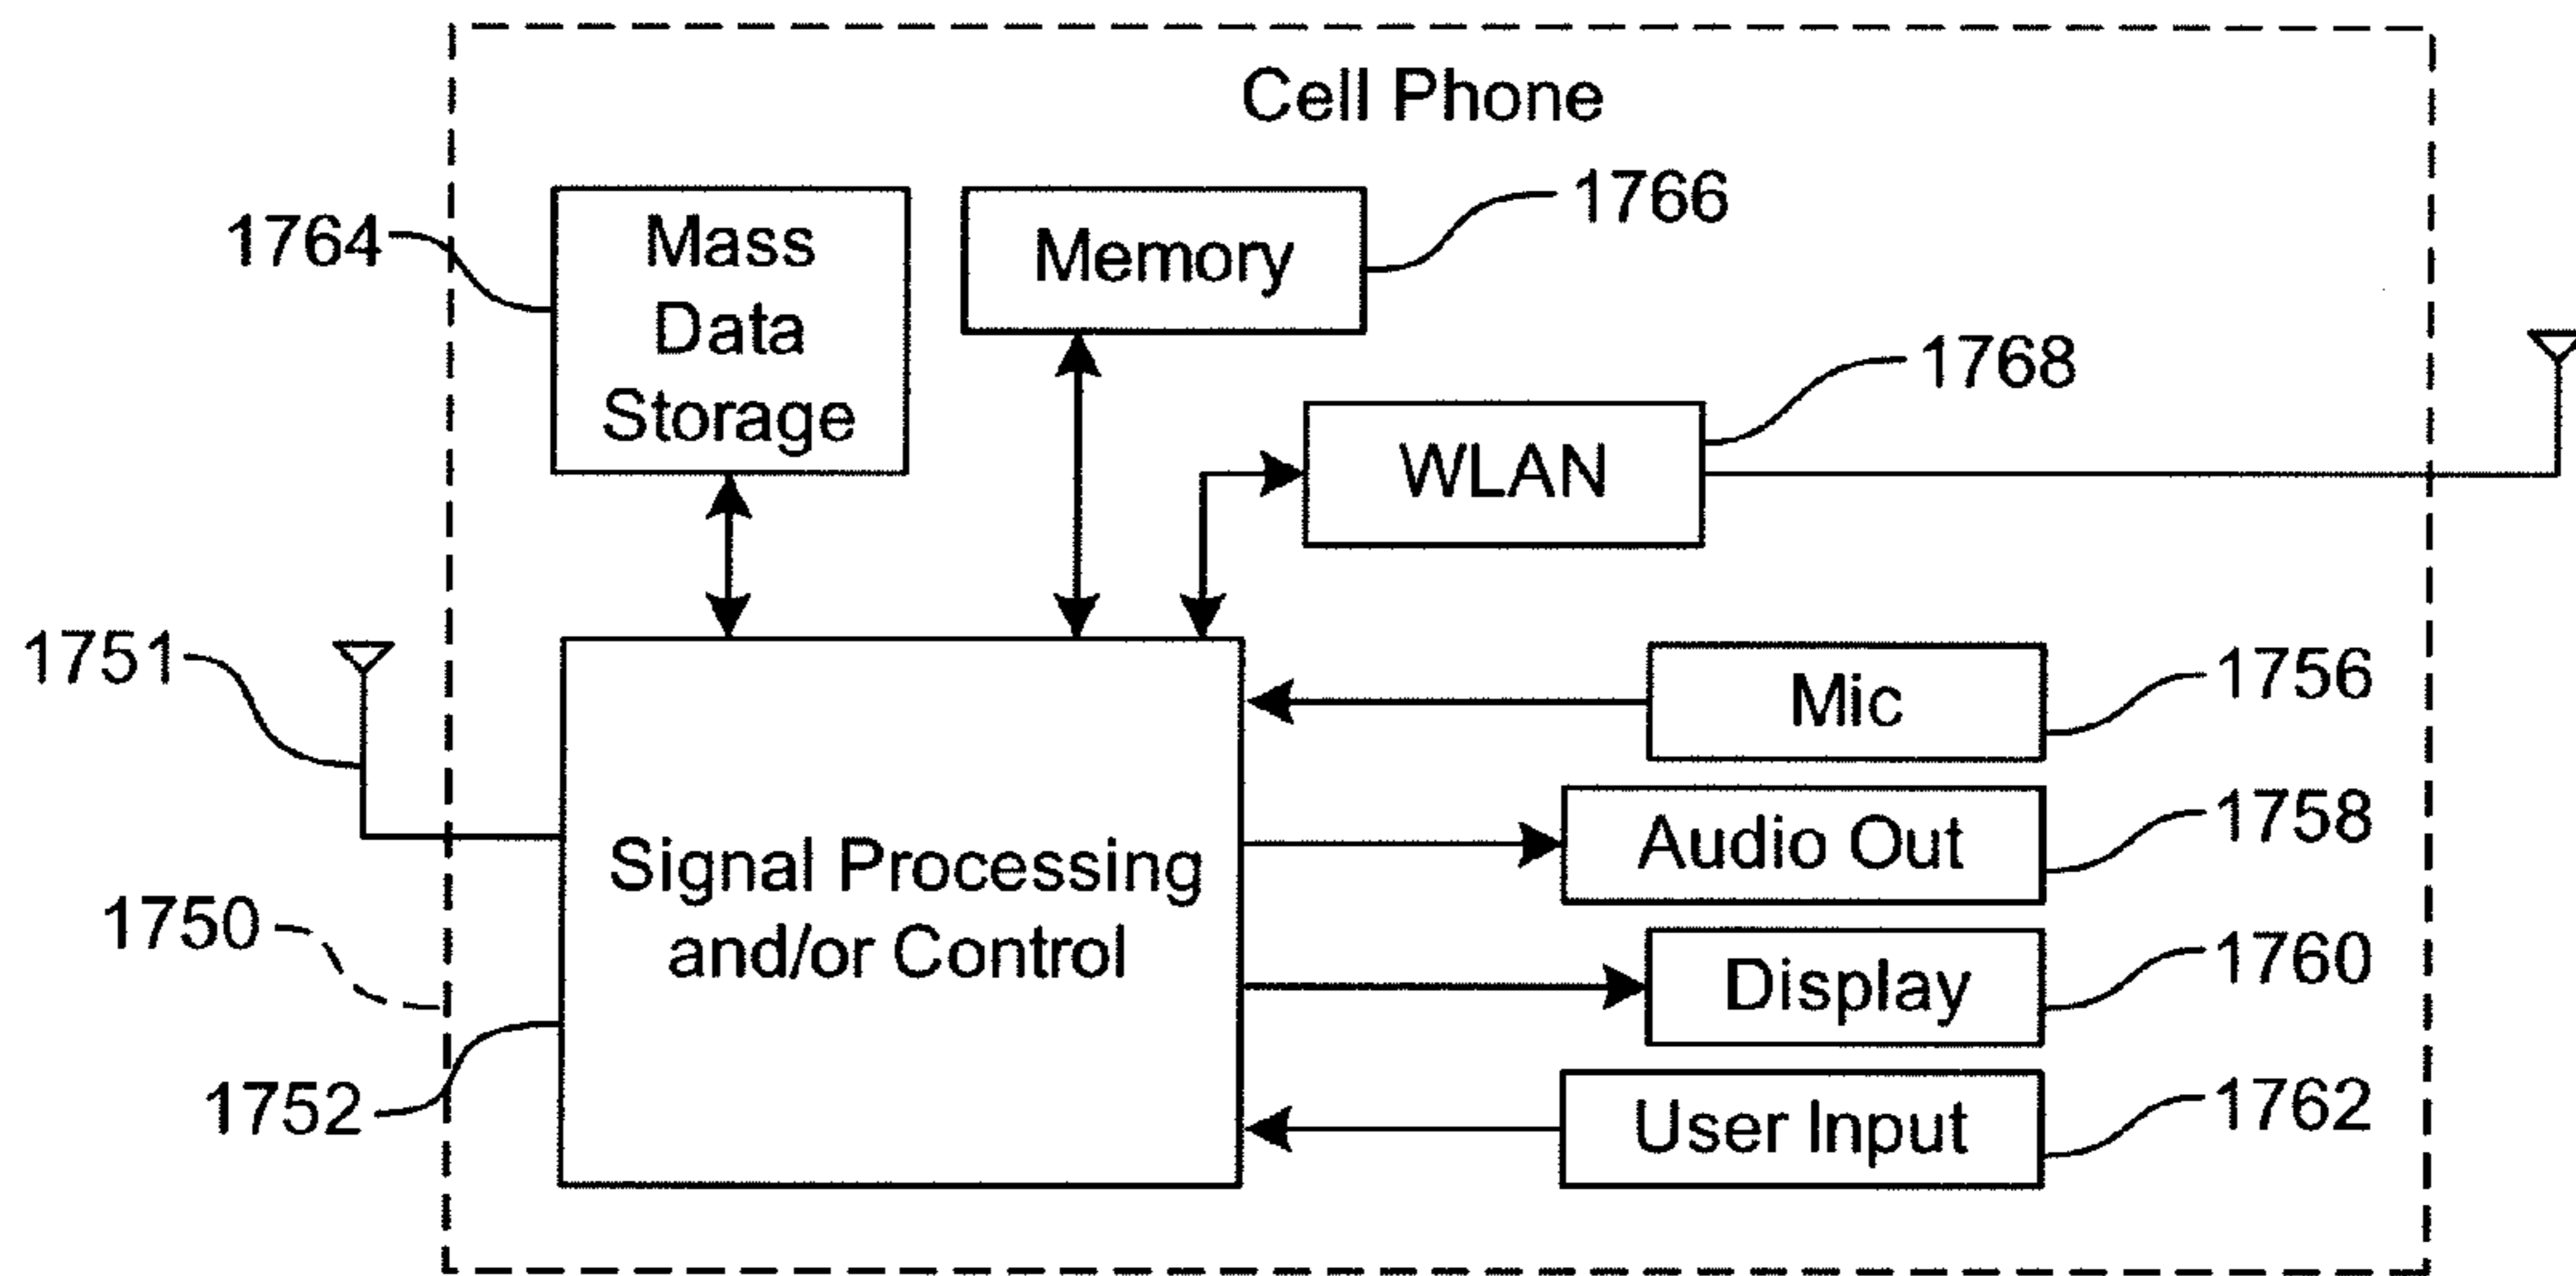 Cell Phone
1764
Mass
Data
Storage
Memory
1766
WLAN
1768
1751
1750
1752
Signal Processing
and/or Control
Mic
1756
Audio Out
1758
Display
1760
User Input
1762